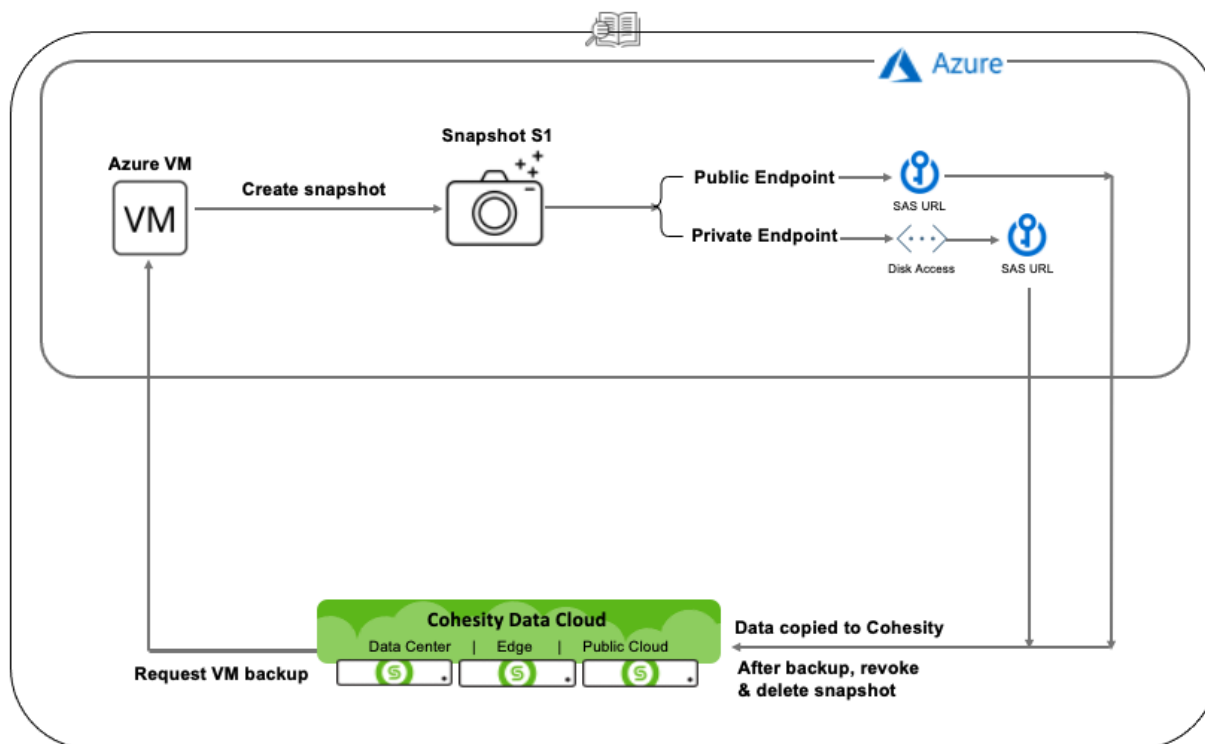 Azure
Snapshot S1
Azure VM
VM
Create snapshot
Public Endpoint
SAS URL
Private Endpoint
Disk Access
SAS URL
Cohesity Data Cloud
Data Center | Edge | Public Cloud
Request VM backup
Data copied to Cohesity
After backup, revoke
& delete snapshot